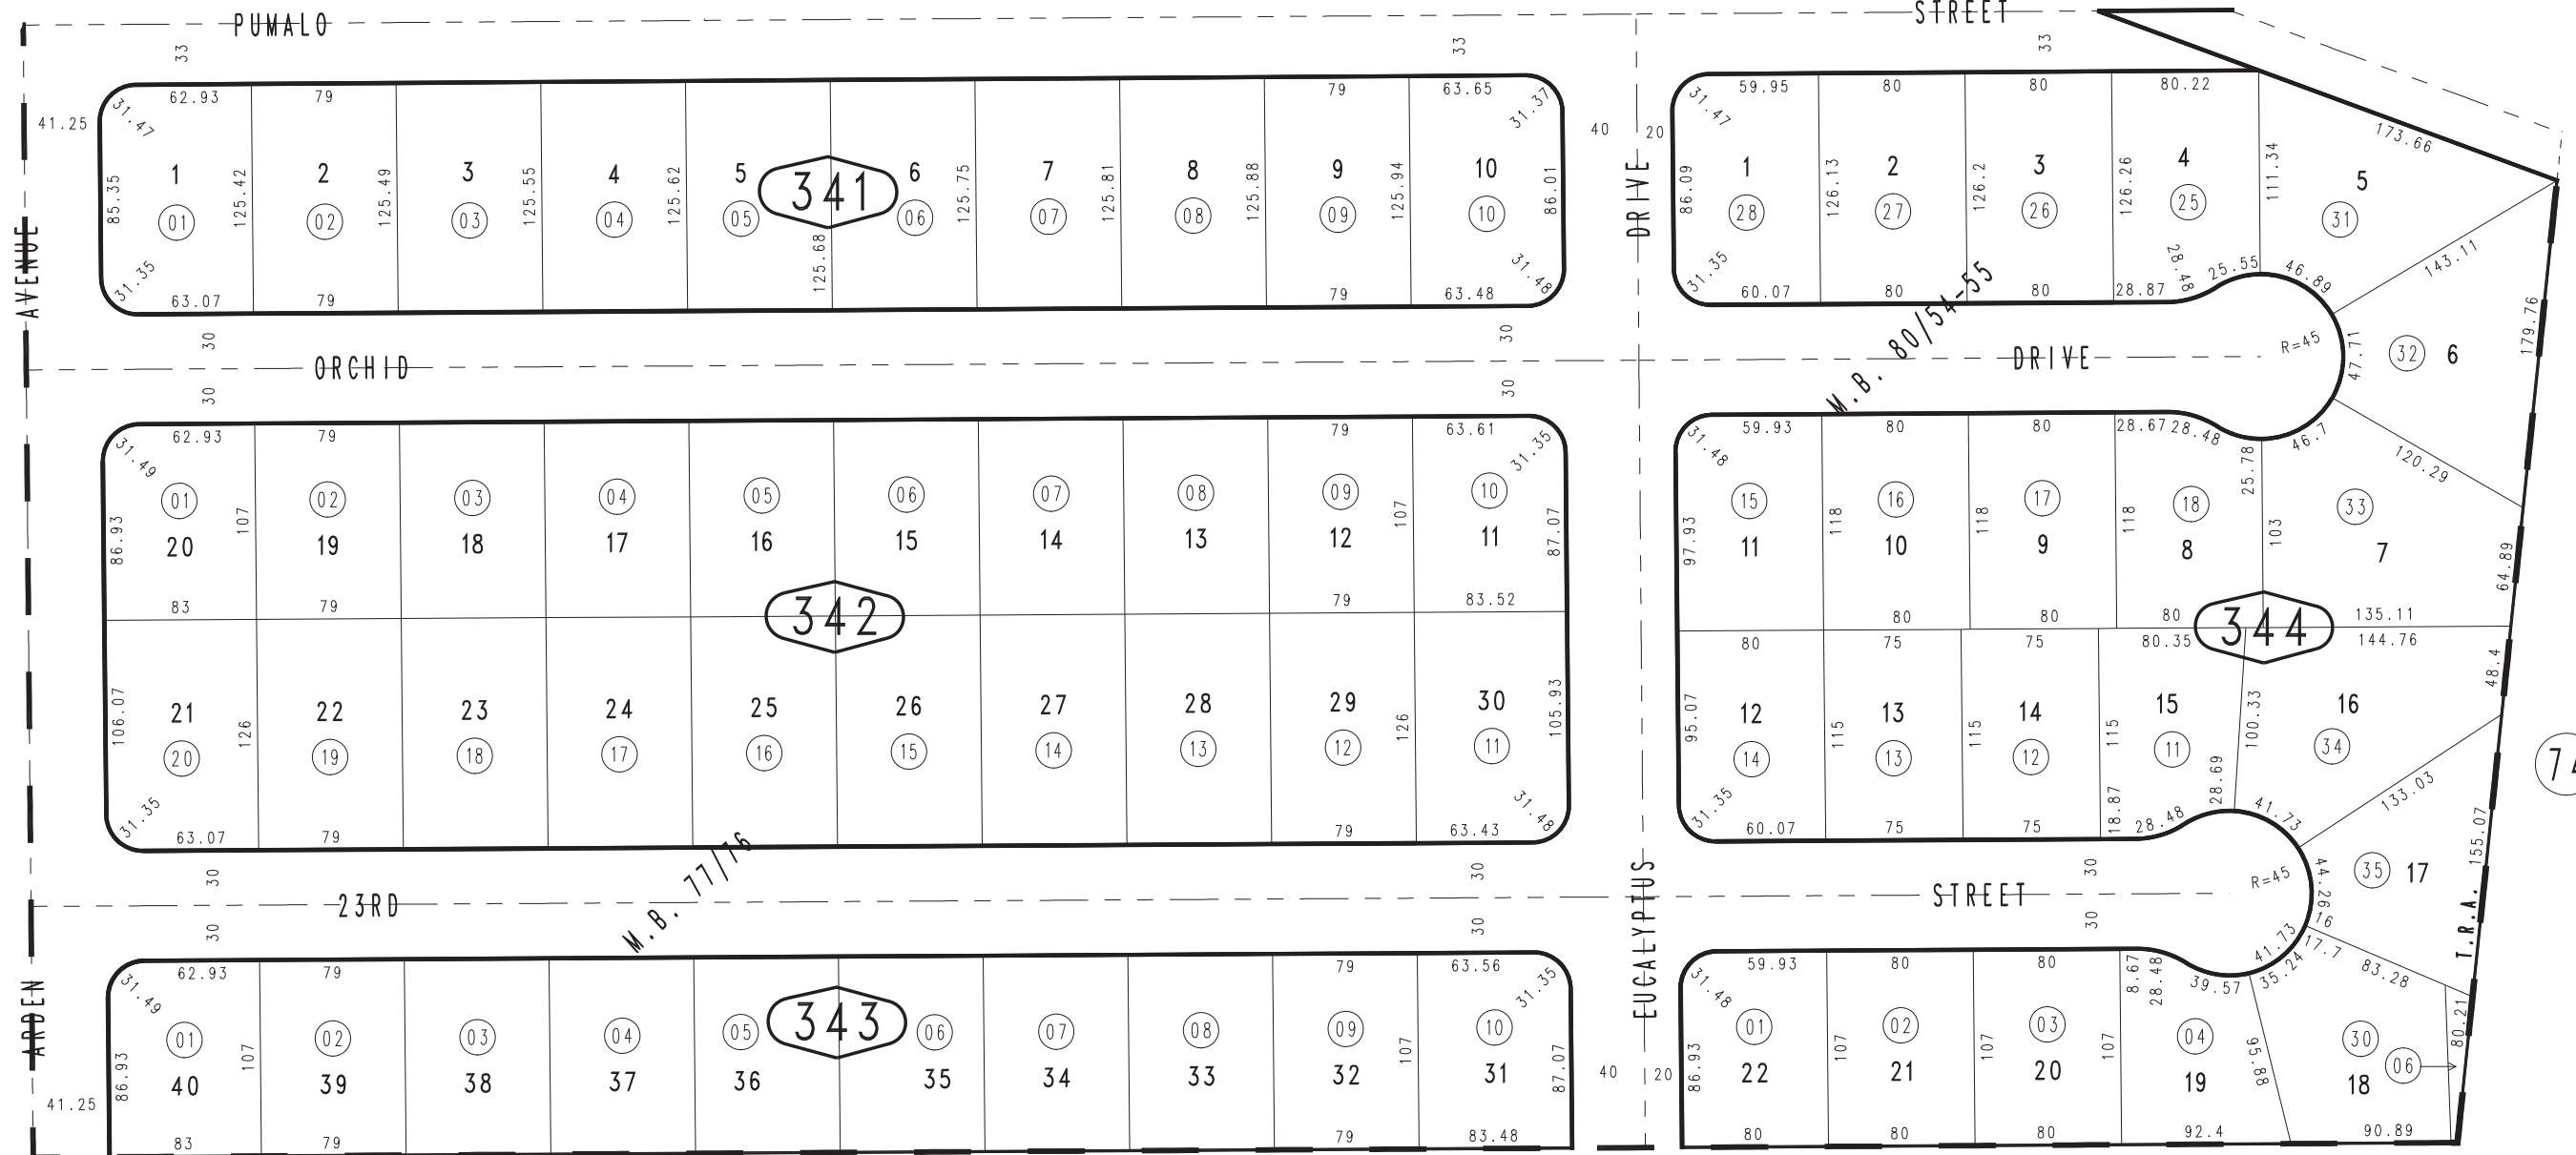 PUMALO STREET
33 33 33
62.93 79 79 63.65 59.95 80 80 80.22
41.25 31.47 31.37 40 20 31.47 173.66
1 2 3 4 5 341 6 7 8 9 10 DRIVE 1 2 3 4 5
85.35 125.42 125.49 125.55 125.62 125.68 125.75 125.81 125.88 125.94 86.01 86.09 126.13 126.2 126.26 111.34
01 02 03 04 05 06 07 08 09 10 28 27 26 25 31
AVENUE
31.35 31.48 31.35 28.48 25.55 46.89 143.11
63.07 79 79 63.48 60.07 80 80 28.87
M.B. 80/54-55
179.76
30 30
ORCHID DRIVE R=45 47.71 32 6
30 30
62.93 79 79 63.61 59.93 80 80 28.67 28.48 46.7
31.49 31.35 31.48 25.78 120.29
01 02 03 04 05 06 07 08 09 10 15 16 17 18 33
86.93 107 107 87.07 97.93 118 118 118 103
20 19 18 17 16 15 14 13 12 11 11 10 9 8 7
64.89
83 79 79 83.52 80 80 80 135.11
342 344
80 75 75 80.35 144.76
48.4
21 22 23 24 25 26 27 28 29 30 12 13 14 15 16
106.07 126 126 105.93 95.07 115 115 115 100.33
20 19 18 17 16 15 14 13 12 11 14 13 12 11 34
74
31.35 31.48 31.35 18.87 28.69 133.03
63.07 79 79 63.43 60.07 75 75 28.48 41.73
155.07
M.B. 77/76
30 30 EUCALYPTUS 30 R=45 44.26 35 17
23RD STREET
30 30 30 16
T.R.A.
62.93 79 79 63.56 59.93 80 80 8.67 28.48 39.57 35.24 41.73 17.7 83.28
31.49 31.35 31.48 80.21
ARDEN
01 02 03 04 05 343 06 07 08 09 10 01 02 03 04 30
86.93 107 107 87.07 86.93 107 107 107 95.88
40 39 38 37 36 35 34 33 32 31 40 20 22 21 20 19 18 06
41.25
83 79 79 83.48 80 80 80 92.4 90.89